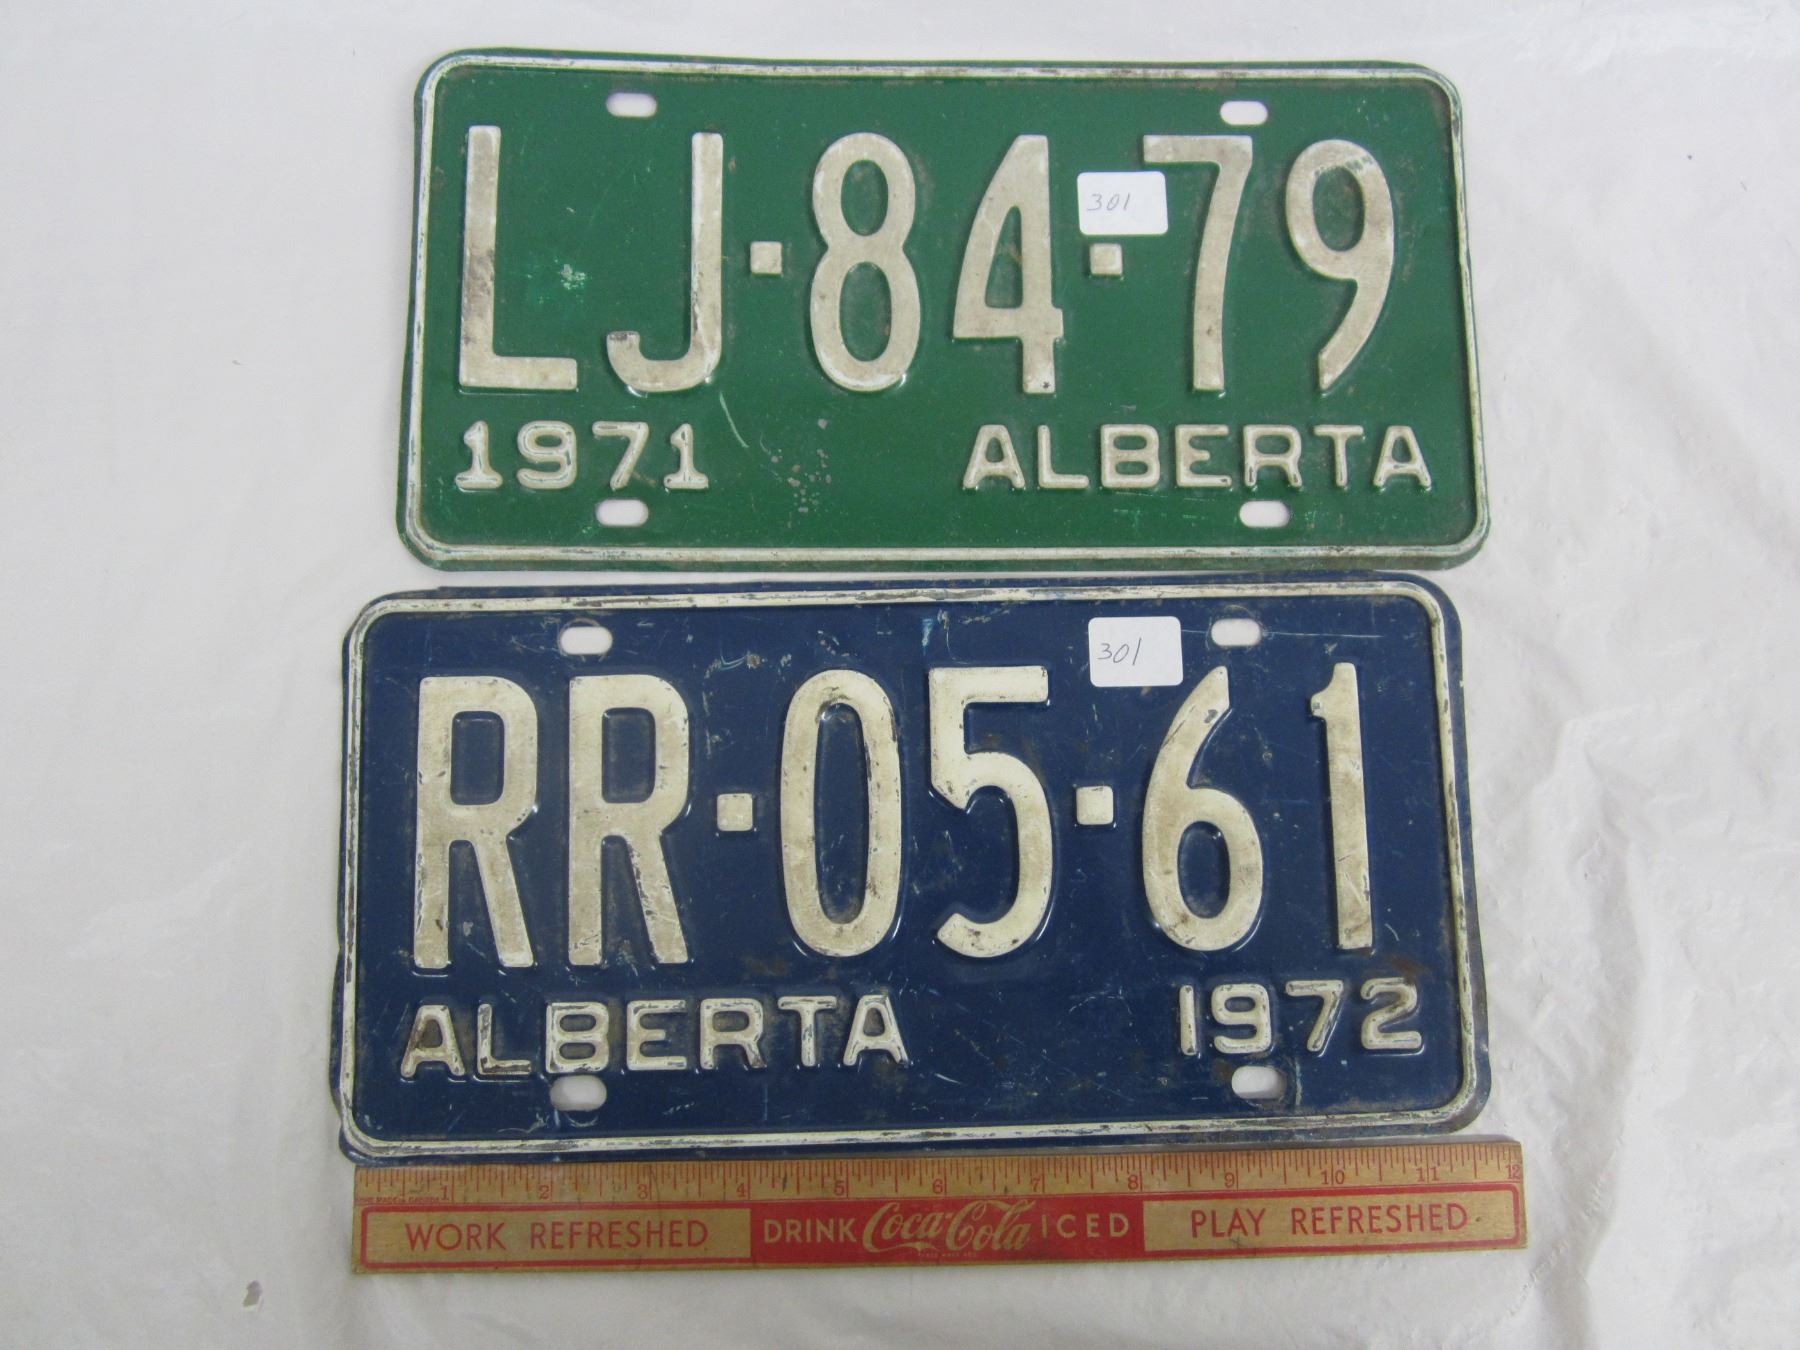 LJ·84·79
301
1971 ALBERTA
301
RR·05·61
ALBERTA 1972
1 2 3 4 5 6 7 8 9 10 11 12
WORK REFRESHED DRINK Coca-Cola ICED PLAY REFRESHED